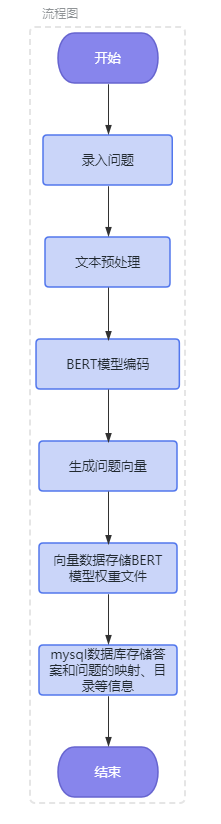 流程图
开始
录入问题
文本预处理
BERT模型编码
生成问题向量
向量数据存储BERT
模型权重文件
mysql数据库存储答
案和问题的映射、目
录等信息
结束